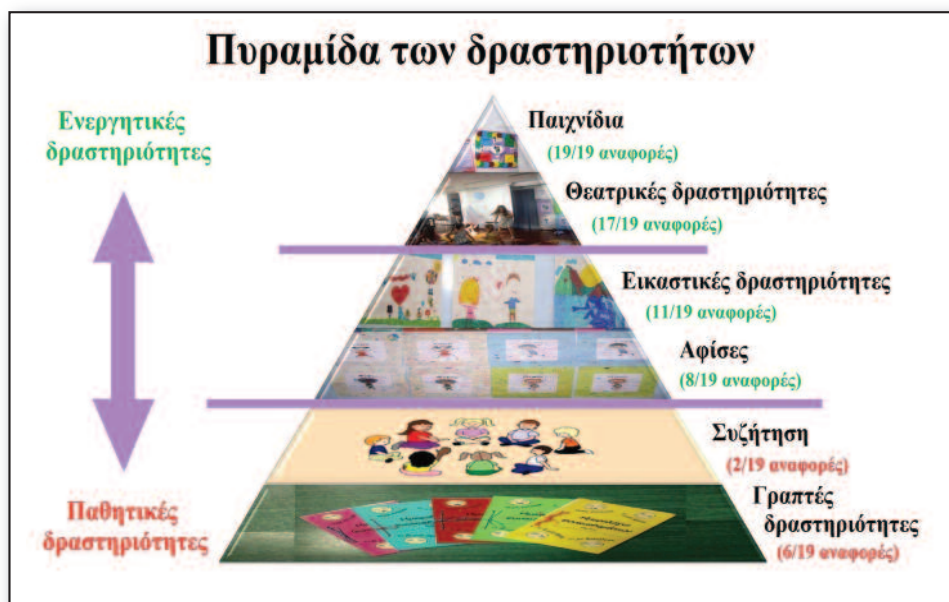 Πυραμίδα των δραστηριοτήτων
Ενεργητικές
δραστηριότητες
Παιχνίδια
(19/19 αναφορές)
Θεατρικές δραστηριότητες
(17/19 αναφορές)
Εικαστικές δραστηριότητες
(11/19 αναφορές)
Αφίσες
(8/19 αναφορές)
Συζήτηση
(2/19 αναφορές)
Παθητικές
δραστηριότητες
Γραπτές
δραστηριότητες
(6/19 αναφορές)